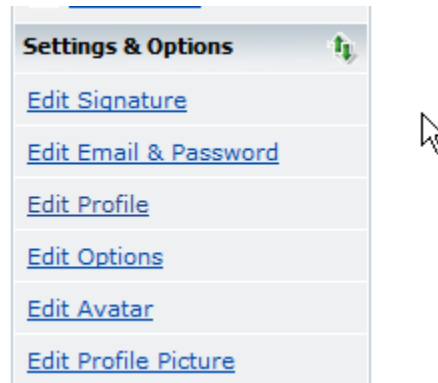 Settings & Options
Edit Signature
Edit Email & Password
Edit Profile
Edit Options
Edit Avatar
Edit Profile Picture